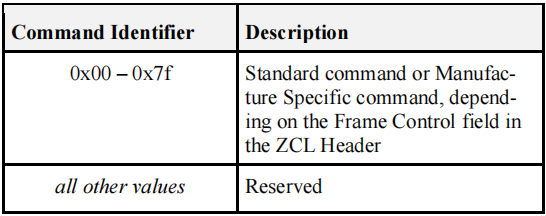 Command Identifier
Description
0x00 – 0x7f
Standard command or Manufac-
ture Specific command, depend-
ing on the Frame Control field in
the ZCL Header
all other values
Reserved